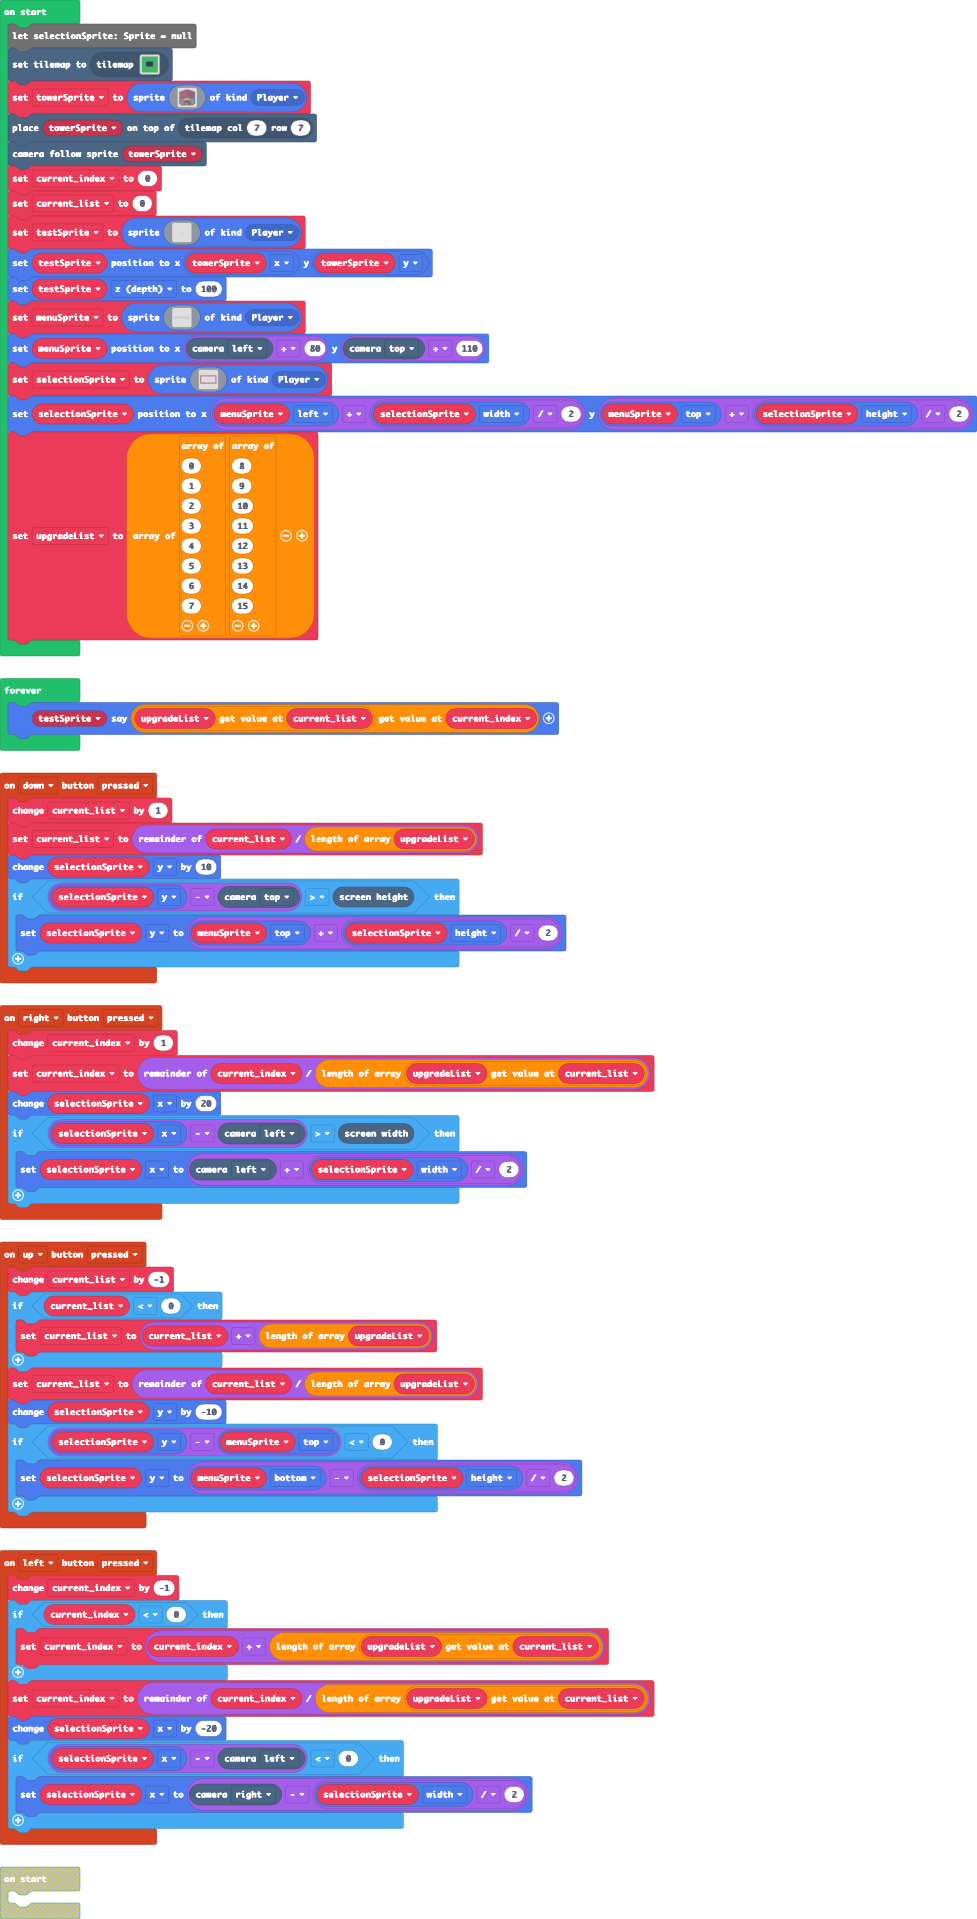 on start
let selectionSprite: Sprite = null
set tilemap to tilemap
set towerSprite to sprite of kind Player
place towerSprite on top of tilemap col 7 row 7
camera follow sprite towerSprite
set current_index to 0
set current_list to 0
set testSprite to sprite of kind Player
set testSprite position to x towerSprite x y towerSprite y
set testSprite z (depth) to 100
set menuSprite to sprite of kind Player
set menuSprite position to x camera left + 80 y camera top + 110
set selectionSprite to sprite of kind Player
set selectionSprite position to x menuSprite left + selectionSprite width / 2 y menuSprite top + selectionSprite height / 2
array of array of
0 8
1 9
2 10
3 11
set upgradeList to array of
4 12
5 13
6 14
7 15
forever
testSprite say upgradeList get value at current_list get value at current_index
on down button pressed
change current_list by 1
set current_list to remainder of current_list / length of array upgradeList
change selectionSprite y by 10
if selectionSprite y - camera top > screen height then
set selectionSprite y to menuSprite top + selectionSprite height / 2
on right button pressed
change current_index by 1
set current_index to remainder of current_index / length of array upgradeList get value at current_list
change selectionSprite x by 20
if selectionSprite x - camera left > screen width then
set selectionSprite x to camera left + selectionSprite width / 2
on up button pressed
change current_list by -1
if current_list < 0 then
set current_list to current_list + length of array upgradeList
set current_list to remainder of current_list / length of array upgradeList
change selectionSprite y by -10
if selectionSprite y - menuSprite top < 0 then
set selectionSprite y to menuSprite bottom - selectionSprite height / 2
on left button pressed
change current_index by -1
if current_index < 0 then
set current_index to current_index + length of array upgradeList get value at current_list
set current_index to remainder of current_index / length of array upgradeList get value at current_list
change selectionSprite x by -20
if selectionSprite x - camera left < 0 then
set selectionSprite x to camera right - selectionSprite width / 2
on start